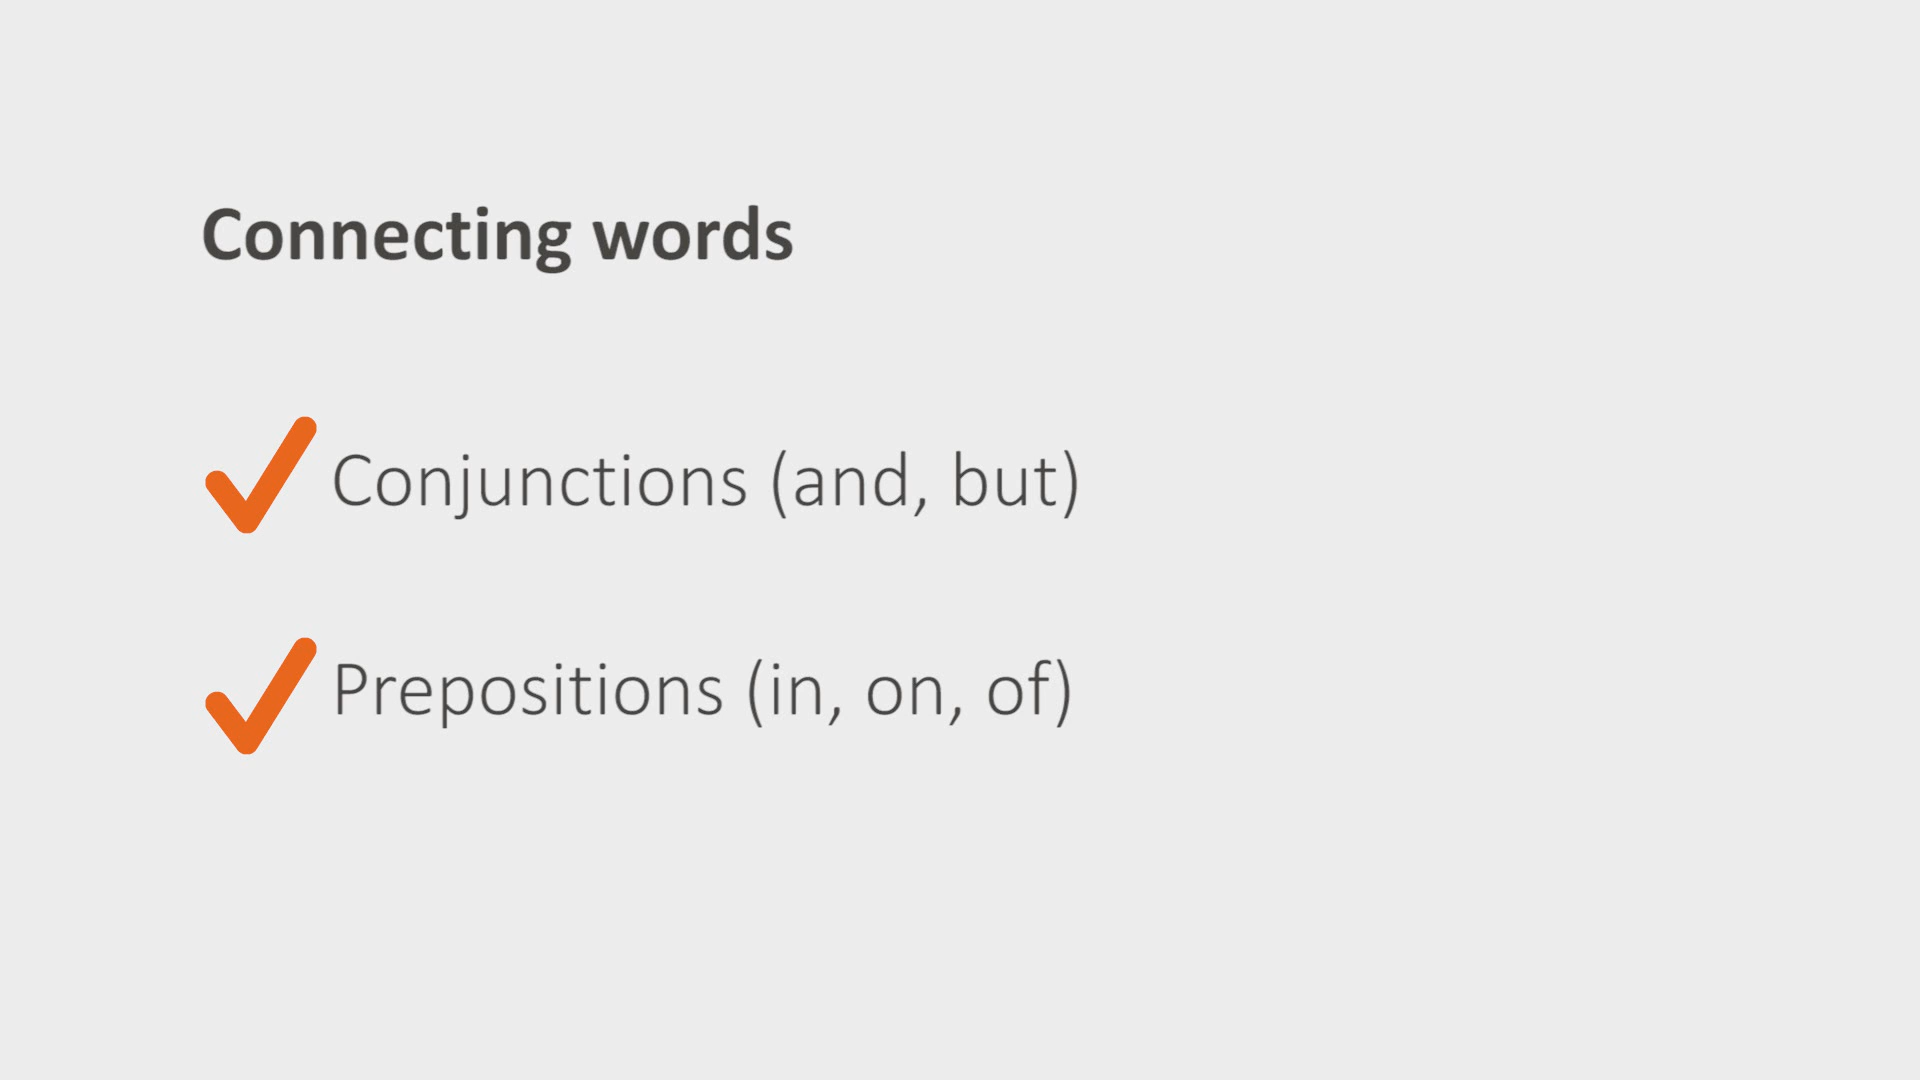 Connecting words
Conjunctions (and, but)
Prepositions (in, on, of)